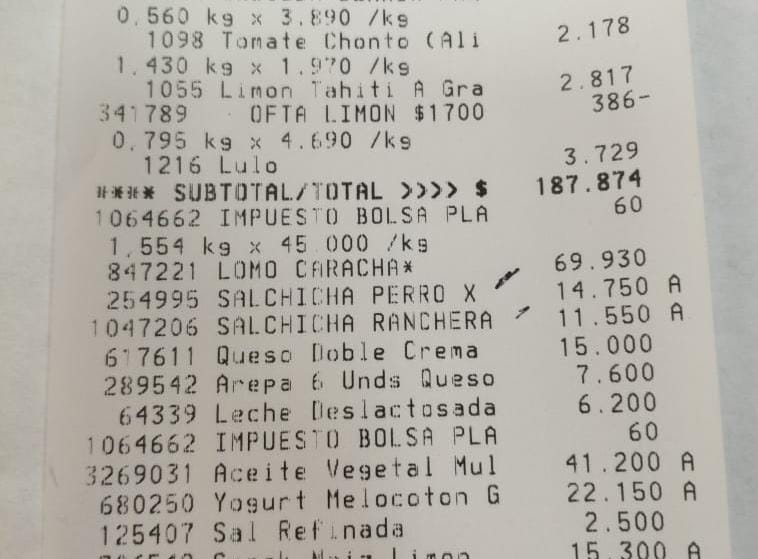 0,560 kg x 3.890 /kg
1098 Tomate Chonto (Ali 2.178
1,430 kg x 1.970 /kg
1055 Limon Tahiti A Gra 2.817
341789 OFTA LIMON $1700 386-
0,795 kg x 4.690 /kg
1216 Lulo 3.729
**** SUBTOTAL/TOTAL >>>> $ 187.874
1064662 IMPUESTO BOLSA PLA 60
1,554 kg x 45.000 /kg
847221 LOMO CARACHA* 69.930
254995 SALCHICHA PERRO X 14.750 A
1047206 SALCHICHA RANCHERA 11.550 A
617611 Queso Doble Crema 15.000
289542 Arepa 6 Unds Queso 7.600
64339 Leche Deslactosada 6.200
1064662 IMPUESTO BOLSA PLA 60
3269031 Aceite Vegetal Mul 41.200 A
680250 Yogurt Melocoton G 22.150 A
125407 Sal Refinada 2.500
Limon 15.300 A